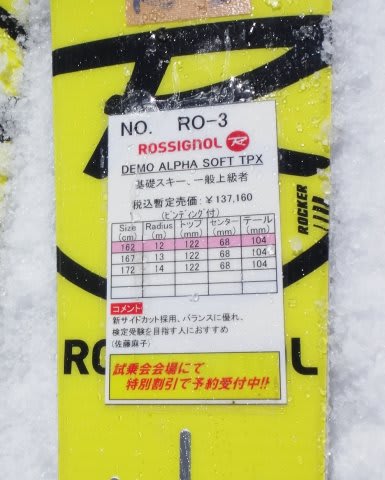 NO. RO-3
ROSSIGNOL
DEMO ALPHA SOFT TPX
基礎スキー、一般上級者
税込暫定売価：￥137,160
(ビンディング付)
Size (cm) Radius (m) トップ (mm) センター (mm) テール (mm)
162 12 122 68 104
167 13 122 68 104
172 14 122 68 104
コメント
新サイドカット採用、バランスに優れ、
検定受験を目指す人におすすめ
(佐藤麻子)
試乗会会場にて
特別割引で予約受付中!!
ROCKER
ROSSIGNOL